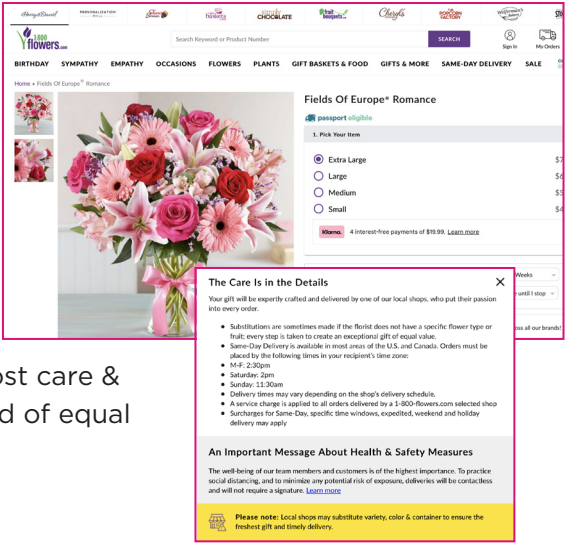 Harry & David
PERSONALIZATION
baskets
simply
CHOCOLATE
fruit
bouquets
Cheryl's
THE
POPCORN
FACTORY
Wolferman's
Bakery
1-800
flowers.com
Search Keyword or Product Number
SEARCH
Sign In
My Orders
BIRTHDAY SYMPATHY EMPATHY OCCASIONS FLOWERS PLANTS GIFT BASKETS & FOOD GIFTS & MORE SAME-DAY DELIVERY SALE
Home • Fields Of Europe® Romance
Fields Of Europe® Romance
passport eligible
1. Pick Your Item
Extra Large $7
Large $6
Medium $5
Small $4
Klarna. 4 interest-free payments of $19.99. Learn more
Weeks
e until I stop
oss all our brands!
ost care &
d of equal
The Care Is in the Details
Your gift will be expertly crafted and delivered by one of our local shops, who put their passion
into every order.
• Substitutions are sometimes made if the florist does not have a specific flower type or
fruit; every step is taken to create an exceptional gift of equal value.
• Same-Day Delivery is available in most areas of the U.S. and Canada. Orders must be
placed by the following times in your recipient's time zone:
• M-F: 2:30pm
• Saturday: 2pm
• Sunday: 11:30am
• Delivery times may vary depending on the shop's delivery schedule.
• A service charge is applied to all orders delivered by a 1-800-flowers.com selected shop
• Surcharges for Same-Day, specific time windows, expedited, weekend and holiday
delivery may apply
An Important Message About Health & Safety Measures
The well-being of our team members and customers is of the highest importance. To practice
social distancing, and to minimize any potential risk of exposure, deliveries will be contactless
and will not require a signature. Learn more
Please note: Local shops may substitute variety, color & container to ensure the
freshest gift and timely delivery.